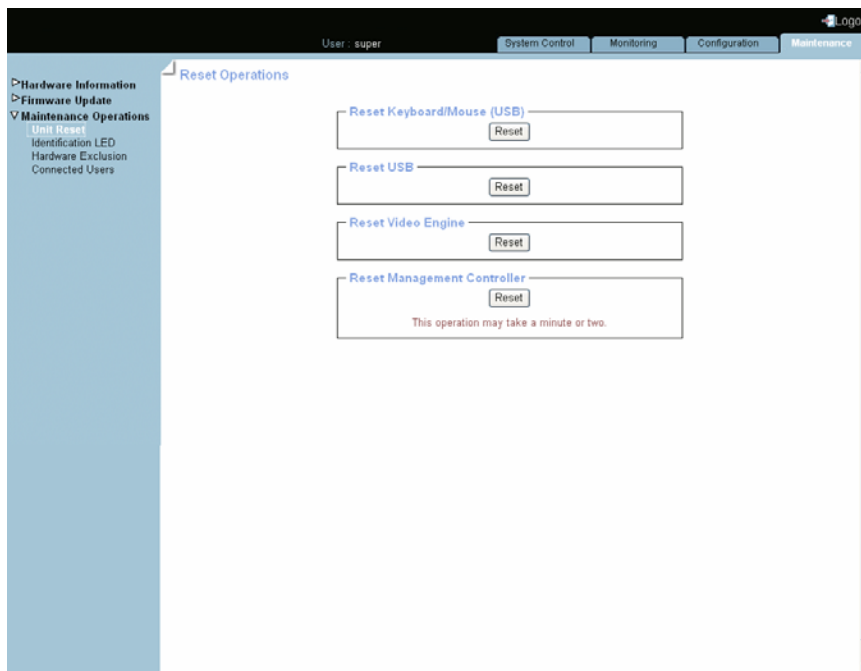 Logo
User : super
System Control
Monitoring
Configuration
Maintenance
Hardware Information
Firmware Update
Maintenance Operations
Unit Reset
Identification LED
Hardware Exclusion
Connected Users
Reset Operations
Reset Keyboard/Mouse (USB)
Reset
Reset USB
Reset
Reset Video Engine
Reset
Reset Management Controller
Reset
This operation may take a minute or two.